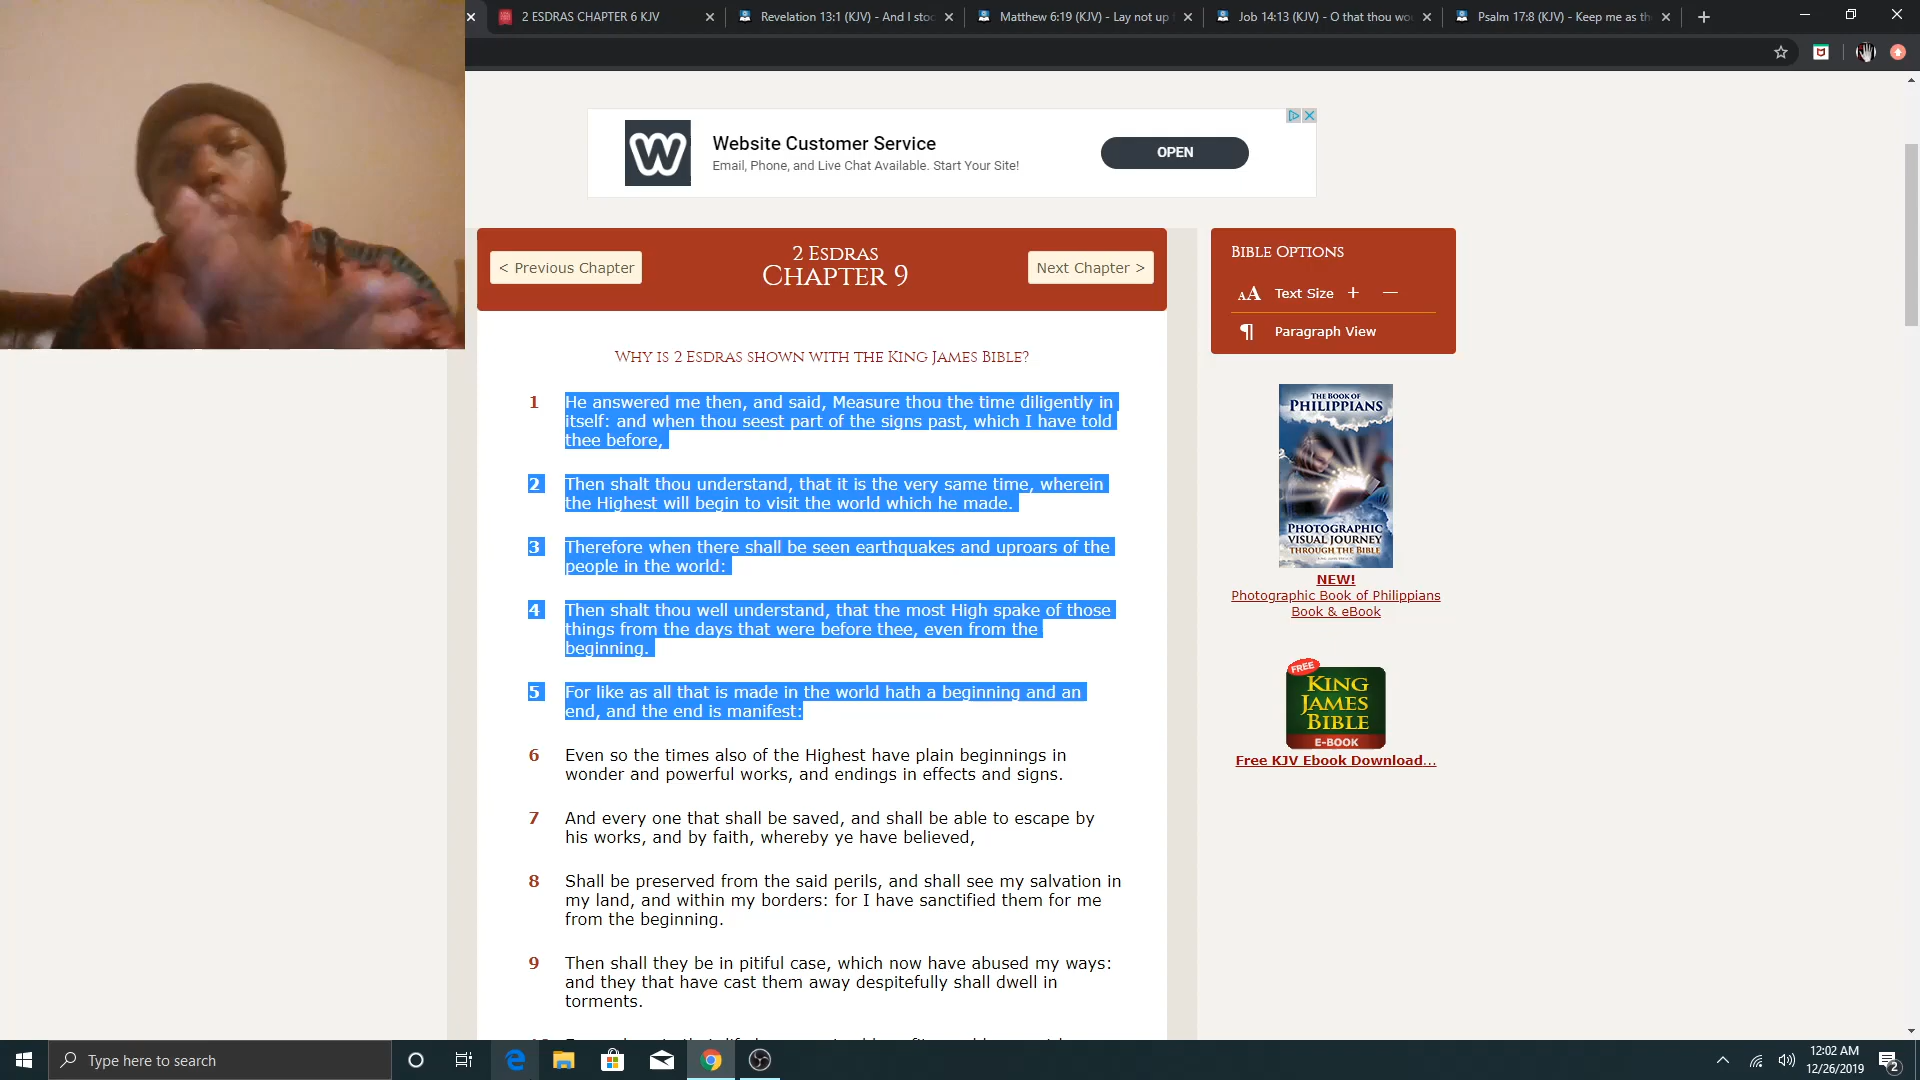 2 ESDRAS CHAPTER 6 KJV
Revelation 13:1 (KJV) - And I stoo
Matthew 6:19 (KJV) - Lay not up
Job 14:13 (KJV) - O that thou wou
Psalm 17:8 (KJV) - Keep me as th
Website Customer Service
Email, Phone, and Live Chat Available. Start Your Site!
OPEN
< Previous Chapter
2 Esdras
Chapter 9
Next Chapter >
Why is 2 Esdras shown with the King James Bible?
1 He answered me then, and said, Measure thou the time diligently in
itself: and when thou seest part of the signs past, which I have told
thee before,
2 Then shalt thou understand, that it is the very same time, wherein
the Highest will begin to visit the world which he made.
3 Therefore when there shall be seen earthquakes and uproars of the
people in the world:
4 Then shalt thou well understand, that the most High spake of those
things from the days that were before thee, even from the
beginning.
5 For like as all that is made in the world hath a beginning and an
end, and the end is manifest:
6 Even so the times also of the Highest have plain beginnings in
wonder and powerful works, and endings in effects and signs.
7 And every one that shall be saved, and shall be able to escape by
his works, and by faith, whereby ye have believed,
8 Shall be preserved from the said perils, and shall see my salvation in
my land, and within my borders: for I have sanctified them for me
from the beginning.
9 Then shall they be in pitiful case, which now have abused my ways:
and they that have cast them away despitefully shall dwell in
torments.
Bible Options
AA Text Size + —
¶ Paragraph View
THE BOOK OF
PHILIPPIANS
PHOTOGRAPHIC
VISUAL JOURNEY
THROUGH THE BIBLE
NEW!
Photographic Book of Philippians
Book & eBook
FREE
KING
JAMES
BIBLE
E-BOOK
Free KJV Ebook Download...
Type here to search
12:02 AM
12/26/2019
2